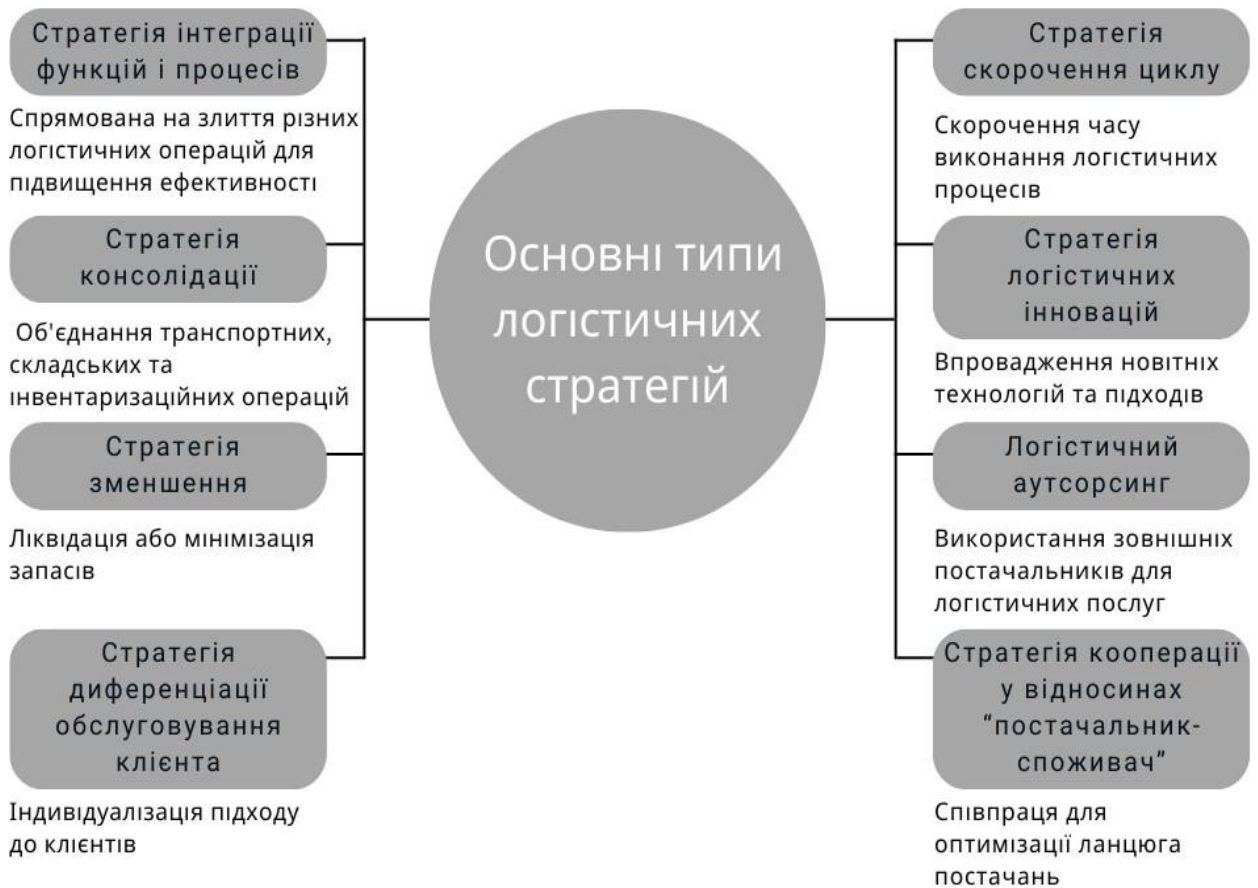 Стратегія інтеграції
функцій і процесів
Спрямована на злиття різних
логістичних операцій для
підвищення ефективності
Стратегія
консолідації
Об'єднання транспортних,
складських та
інвентаризаційних операцій
Стратегія
зменшення
Ліквідація або мінімізація
запасів
Стратегія
диференціації
обслуговування
клієнта
Індивідуалізація підходу
до клієнтів
Основні типи
логістичних
стратегій
Стратегія
скорочення циклу
Скорочення часу
виконання логістичних
процесів
Стратегія
логістичних
інновацій
Впровадження новітніх
технологій та підходів
Логістичний
аутсорсинг
Використання зовнішніх
постачальників для
логістичних послуг
Стратегія кооперації
у відносинах
“постачальник-
споживач”
Співпраця для
оптимізації ланцюга
постачань